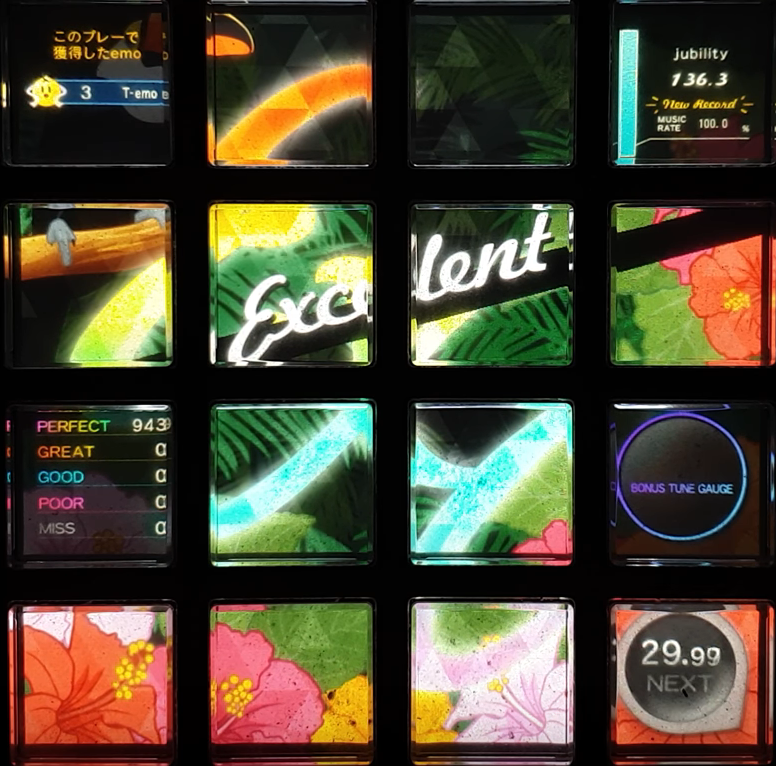 このプレーで
獲得したemo
3 T-emo
jubility
136.3
New Record
MUSIC RATE 100.0 %
Excellent
PERFECT 943
GREAT 0
GOOD 0
POOR 0
MISS 0
BONUS TUNE GAUGE
29.99
NEXT